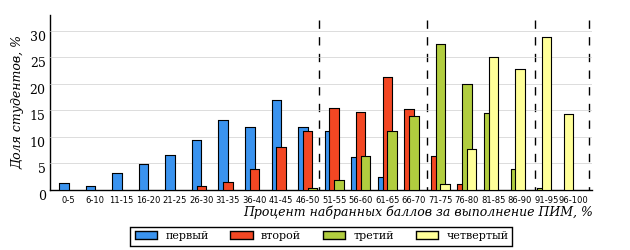 Доля студентов, %
30
25
20
15
10
5
0
0-5 6-10 11-15 16-20 21-25 26-30 31-35 36-40 41-45 46-50 51-55 56-60 61-65 66-70 71-75 76-80 81-85 86-90 91-95 96-100
Процент набранных баллов за выполнение ПИМ, %
первый второй третий четвертый